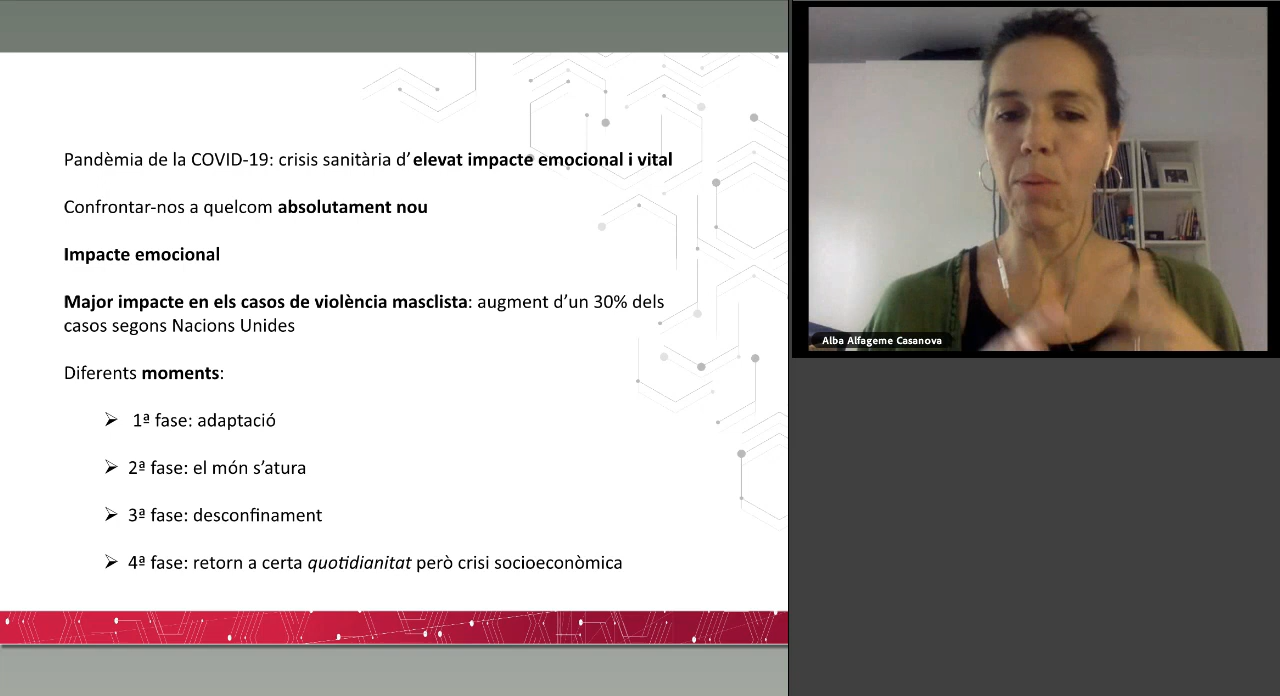 Pandèmia de la COVID-19: crisis sanitària d’elevat impacte emocional i vital
Confrontar-nos a quelcom absolutament nou
Impacte emocional
Major impacte en els casos de violència masclista: augment d’un 30% dels
casos segons Nacions Unides
Diferents moments:
1ª fase: adaptació
2ª fase: el món s’atura
3ª fase: desconfinament
4ª fase: retorn a certa quotidianitat però crisi socioeconòmica
Alba Alfageme Casanova